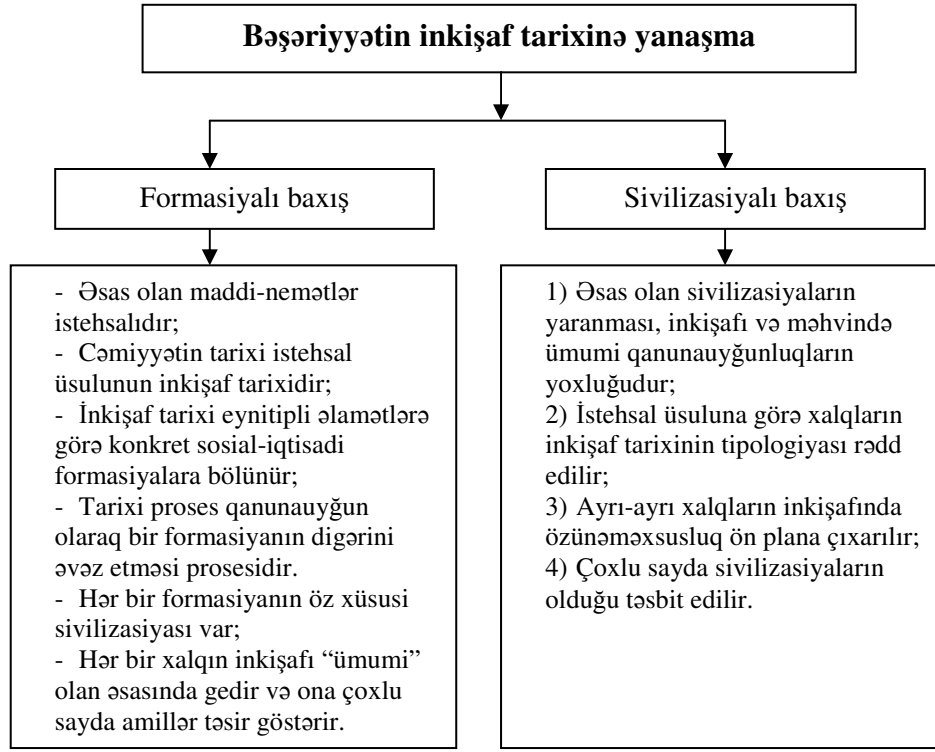 Bəşəriyyətin inkişaf tarixinə yanaşma
Formasiyalı baxış
- Əsas olan maddi-nemətlər
istehsalıdır;
- Cəmiyyətin tarixi istehsal
üsulunun inkişaf tarixidir;
- İnkişaf tarixi eynitipli əlamətlərə
görə konkret sosial-iqtisadi
formasiyalara bölünür;
- Tarixi proses qanunauyğun
olaraq bir formasiyanın digərini
əvəz etməsi prosesidir.
- Hər bir formasiyanın öz xüsusi
sivilizasiyası var;
- Hər bir xalqın inkişafı “ümumi”
olan əsasında gedir və ona çoxlu
sayda amillər təsir göstərir.
Sivilizasiyalı baxış
1) Əsas olan sivilizasiyaların
yaranması, inkişafı və məhvində
ümumi qanunauyğunluqların
yoxluğudur;
2) İstehsal üsuluna görə xalqların
inkişaf tarixinin tipologiyası rədd
edilir;
3) Ayrı-ayrı xalqların inkişafında
özünəməxsusluq ön plana çıxarılır;
4) Çoxlu sayda sivilizasiyaların
olduğu təsbit edilir.